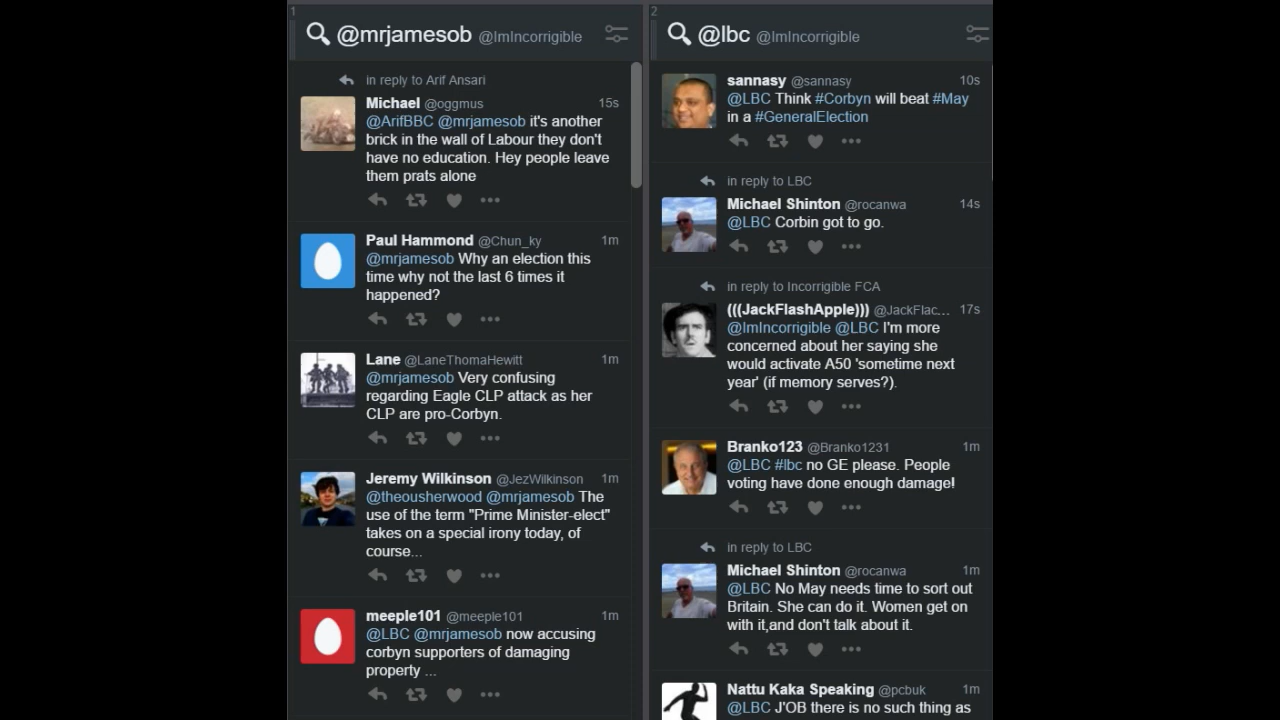 1
@mrjamesob @ImIncorrigible
in reply to Arif Ansari
Michael @oggmus 15s
@ArifBBC @mrjamesob it's another
brick in the wall of Labour they don't
have no education. Hey people leave
them prats alone
Paul Hammond @Chun_ky 1m
@mrjamesob Why an election this
time why not the last 6 times it
happened?
Lane @LaneThomaHewitt 1m
@mrjamesob Very confusing
regarding Eagle CLP attack as her
CLP are pro-Corbyn.
Jeremy Wilkinson @JezWilkinson 1m
@theousherwood @mrjamesob The
use of the term "Prime Minister-elect"
takes on a special irony today, of
course...
meeple101 @meeple101 1m
@LBC @mrjamesob now accusing
corbyn supporters of damaging
property ...
2
@lbc @ImIncorrigible
sannasy @sannasy 10s
@LBC Think #Corbyn will beat #May
in a #GeneralElection
in reply to LBC
Michael Shinton @rocanwa 14s
@LBC Corbin got to go.
in reply to Incorrigible FCA
(((JackFlashApple))) @JackFlac... 17s
@ImIncorrigible @LBC I'm more
concerned about her saying she
would activate A50 'sometime next
year' (if memory serves?).
Branko123 @Branko1231 1m
@LBC #lbc no GE please. People
voting have done enough damage!
in reply to LBC
Michael Shinton @rocanwa 1m
@LBC No May needs time to sort out
Britain. She can do it. Women get on
with it,and don't talk about it.
Nattu Kaka Speaking @pcbuk 1m
@LBC J'OB there is no such thing as